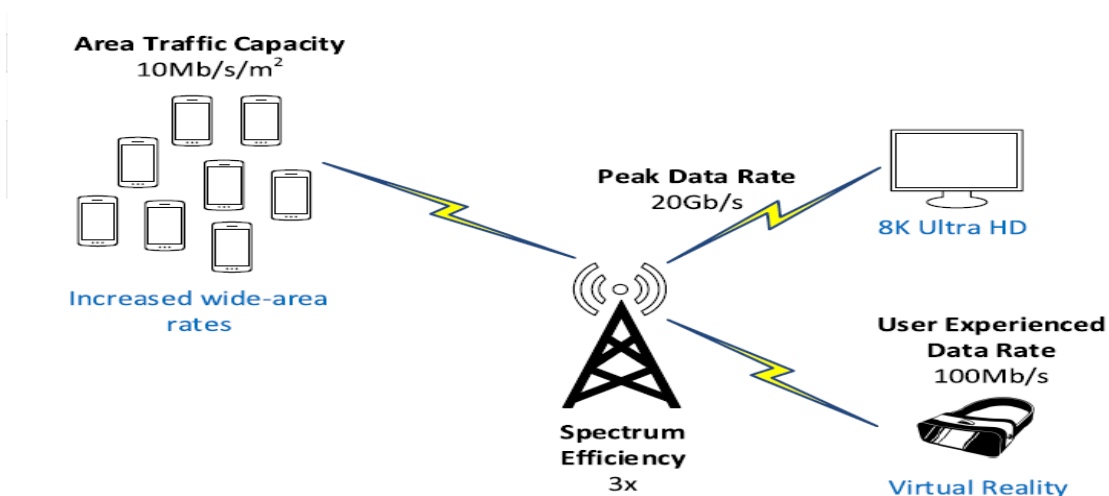 Area Traffic Capacity
10Mb/s/m²
Increased wide-area
rates
Peak Data Rate
20Gb/s
8K Ultra HD
User Experienced
Data Rate
100Mb/s
Virtual Reality
Spectrum
Efficiency
3x